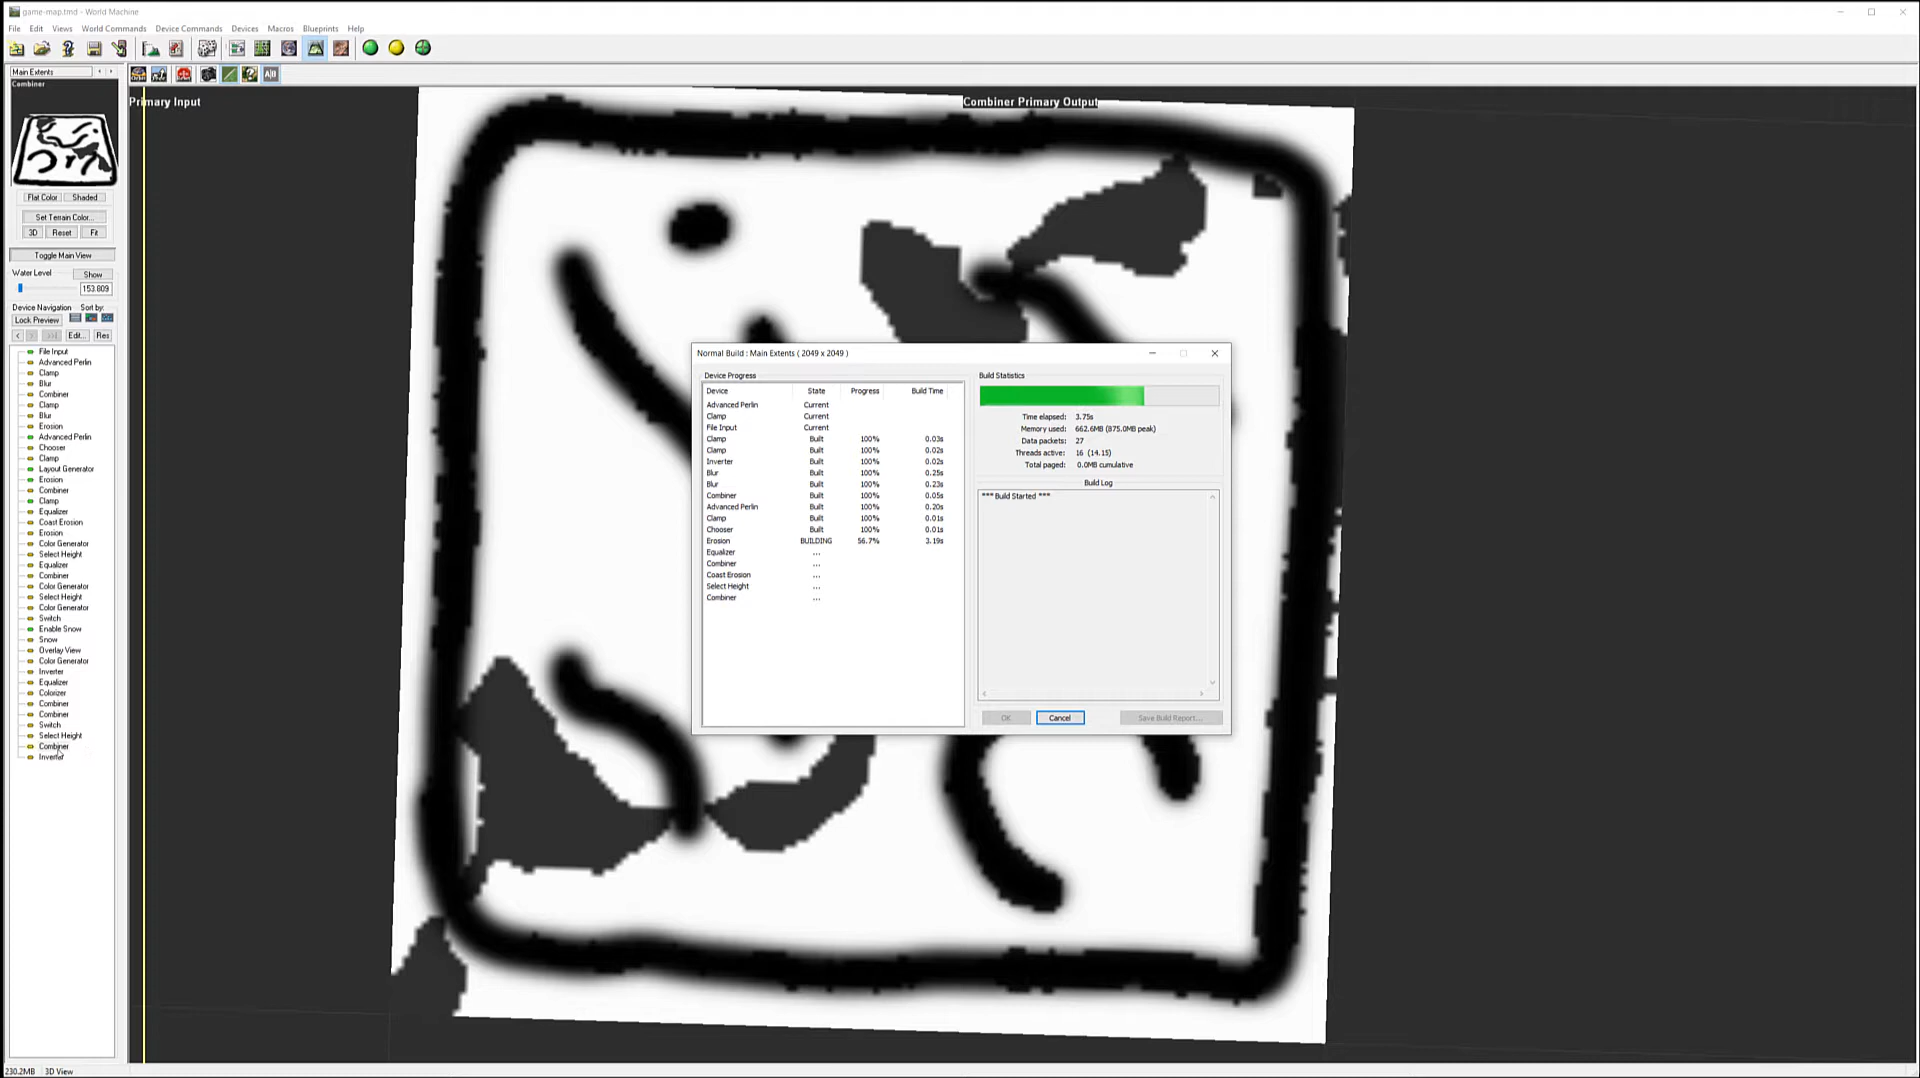 game-map.tmd - World Machine
File Edit Views World Commands Device Commands Devices Macros Blueprints Help
Main Extents
Combiner
Primary Input
Combiner Primary Output
Flat Color Shaded
Set Terrain Color...
3D Reset Fit
Toggle Main View
Water Level Show
153.809
Device Navigation Sort by:
Lock Preview
< > >>| Edit... Res
File Input
Advanced Perlin
Clamp
Blur
Combiner
Clamp
Blur
Erosion
Advanced Perlin
Chooser
Clamp
Layout Generator
Erosion
Combiner
Clamp
Equalizer
Coast Erosion
Erosion
Color Generator
Select Height
Equalizer
Combiner
Color Generator
Select Height
Color Generator
Switch
Enable Snow
Snow
Overlay View
Color Generator
Inverter
Equalizer
Colorizer
Combiner
Combiner
Switch
Select Height
Combiner
Inverter
Normal Build : Main Extents ( 2049 x 2049 )
Device Progress
Device State Progress Build Time
Advanced Perlin Current
Clamp Current
File Input Current
Clamp Built 100% 0.03s
Clamp Built 100% 0.02s
Inverter Built 100% 0.02s
Blur Built 100% 0.25s
Blur Built 100% 0.23s
Combiner Built 100% 0.05s
Advanced Perlin Built 100% 0.20s
Clamp Built 100% 0.01s
Chooser Built 100% 0.01s
Erosion BUILDING 56.7% 3.19s
Equalizer ...
Combiner ...
Coast Erosion ...
Select Height ...
Combiner ...
Build Statistics
Time elapsed: 3.75s
Memory used: 662.6MB (875.0MB peak)
Data packets: 27
Threads active: 16 (14.15)
Total paged: 0.0MB cumulative
Build Log
*** Build Started ***
OK Cancel Save Build Report...
230.2MB 3D View